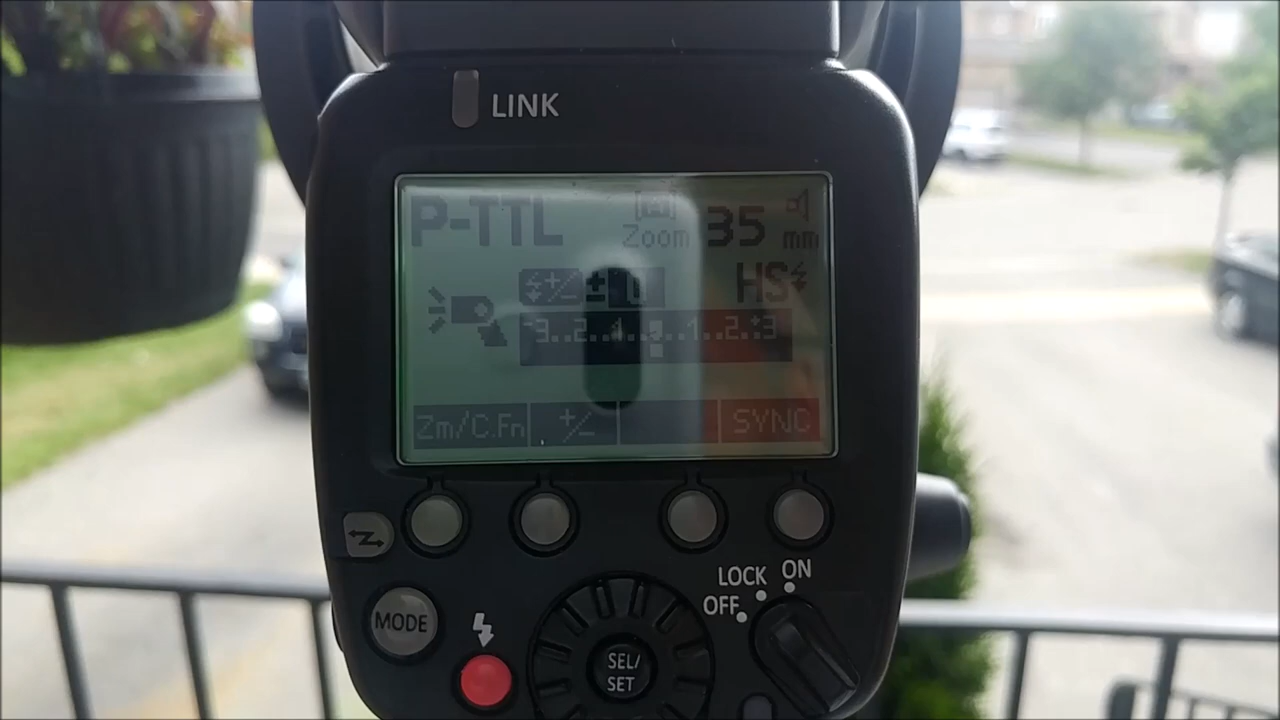 LINK
P-TTL [A] Zoom 35 mm
+/- ± 0 HS
-3..2..1..0..1..2..+3
Zm/C.Fn +/- SYNC
LOCK ON
OFF
MODE
SEL/
SET